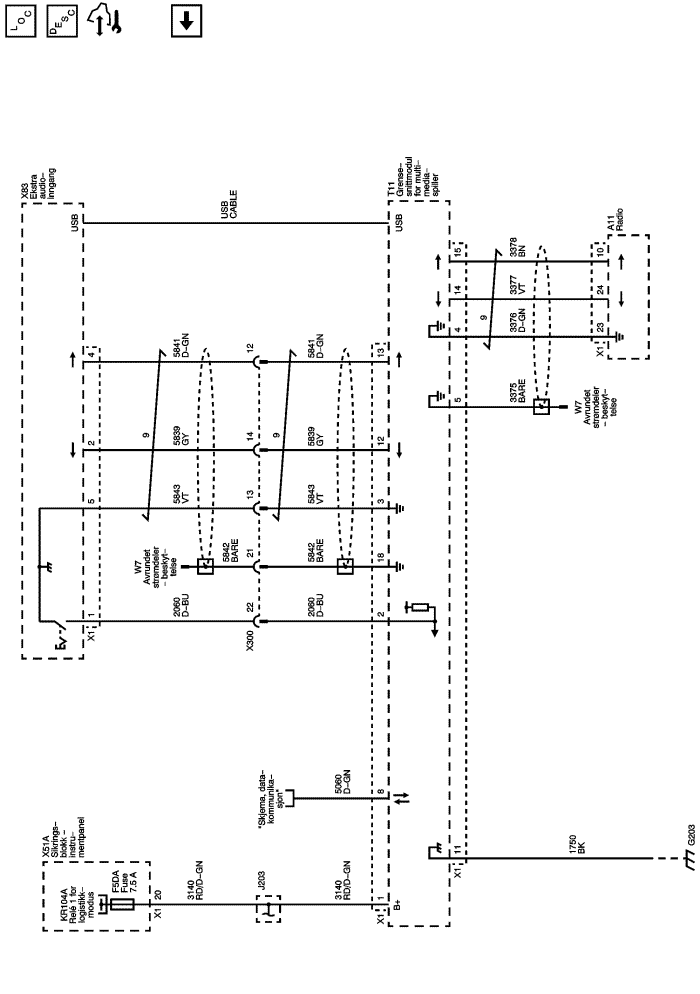 LOC
DESC
X51A
Sikrings–
blokk –
instru–
mentpanel
KR104A
Relé 1 for
logistikk–
modus
F5DA
Fuse
7.5 A
X1
20
3140
RD/D–GN
J203
3140
RD/D–GN
X1
1
B+
"Skjema, data–
kommunika–
sjon"
5060
D–GN
8
X1
11
1750
BK
G203
X83
Ekstra
audio–
inngang
USB
USB
CABLE
USB
T11
Grense–
snittmodul
for multi–
media–
spiller
X1
1
2060
D–BU
X300
22
2060
D–BU
2
W7
Avrundet
strømdeler
– beskyt–
telse
5842
BARE
21
5842
BARE
18
5
5843
VT
13
5843
VT
3
2
9
5839
GY
14
9
5839
GY
12
4
5841
D–GN
12
5841
D–GN
13
5
3375
BARE
W7
Avrundet
strømdeler
– beskyt–
telse
4
9
3376
D–GN
X1
23
14
3377
VT
24
15
3378
BN
10
A11
Radio